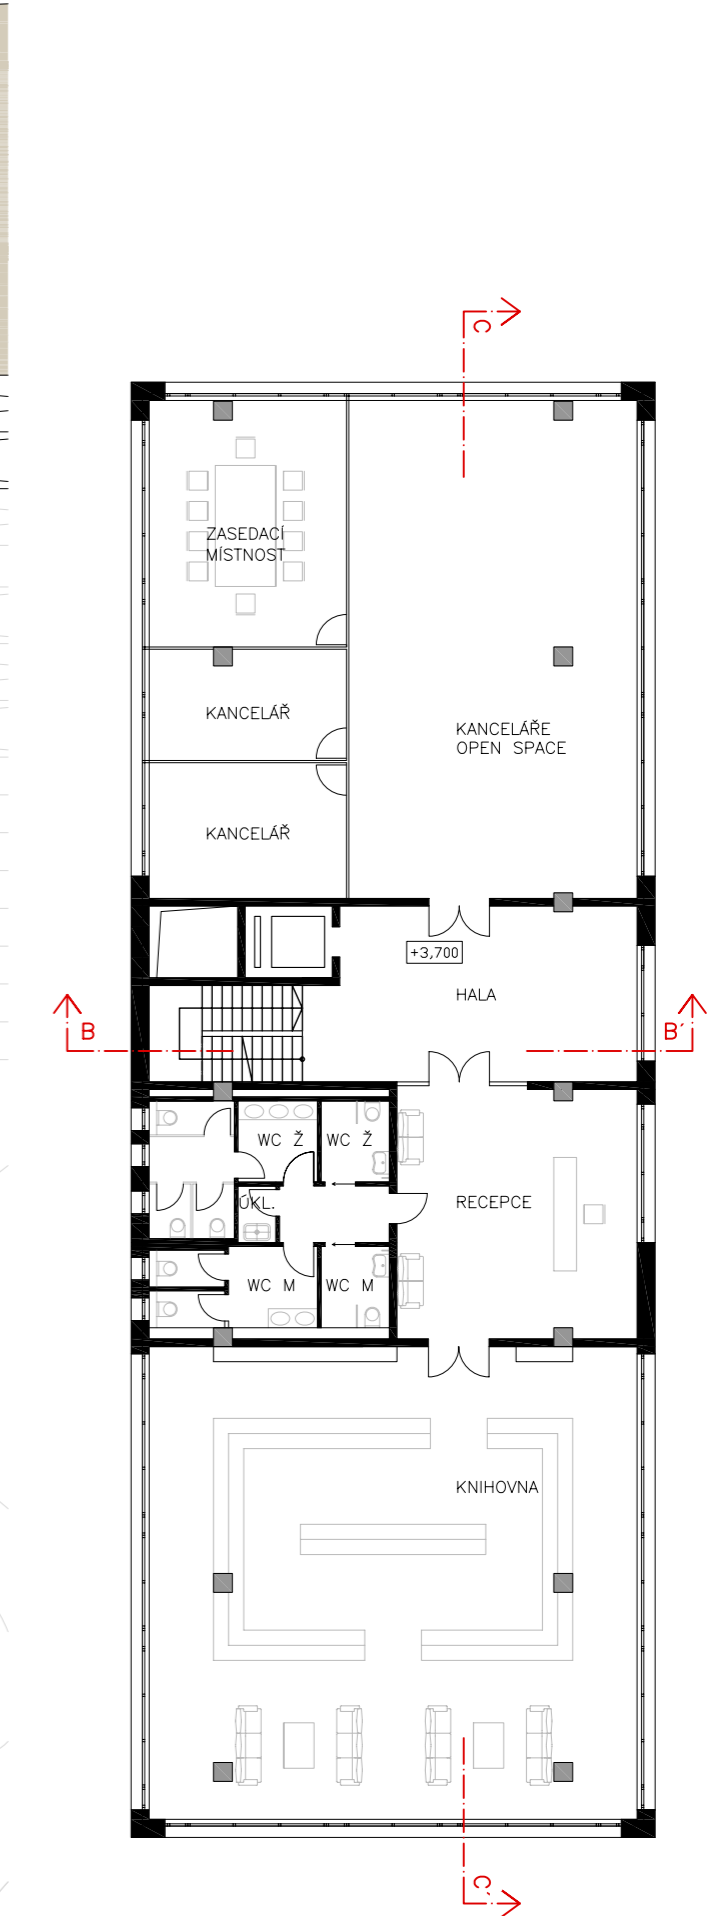 C
ZASEDACÍ
MÍSTNOST
KANCELÁŘ
KANCELÁŘE
OPEN SPACE
KANCELÁŘ
+3,700
HALA
B
B´
WC Ž
WC Ž
ÚKL.
RECEPCE
WC M
WC M
KNIHOVNA
C´